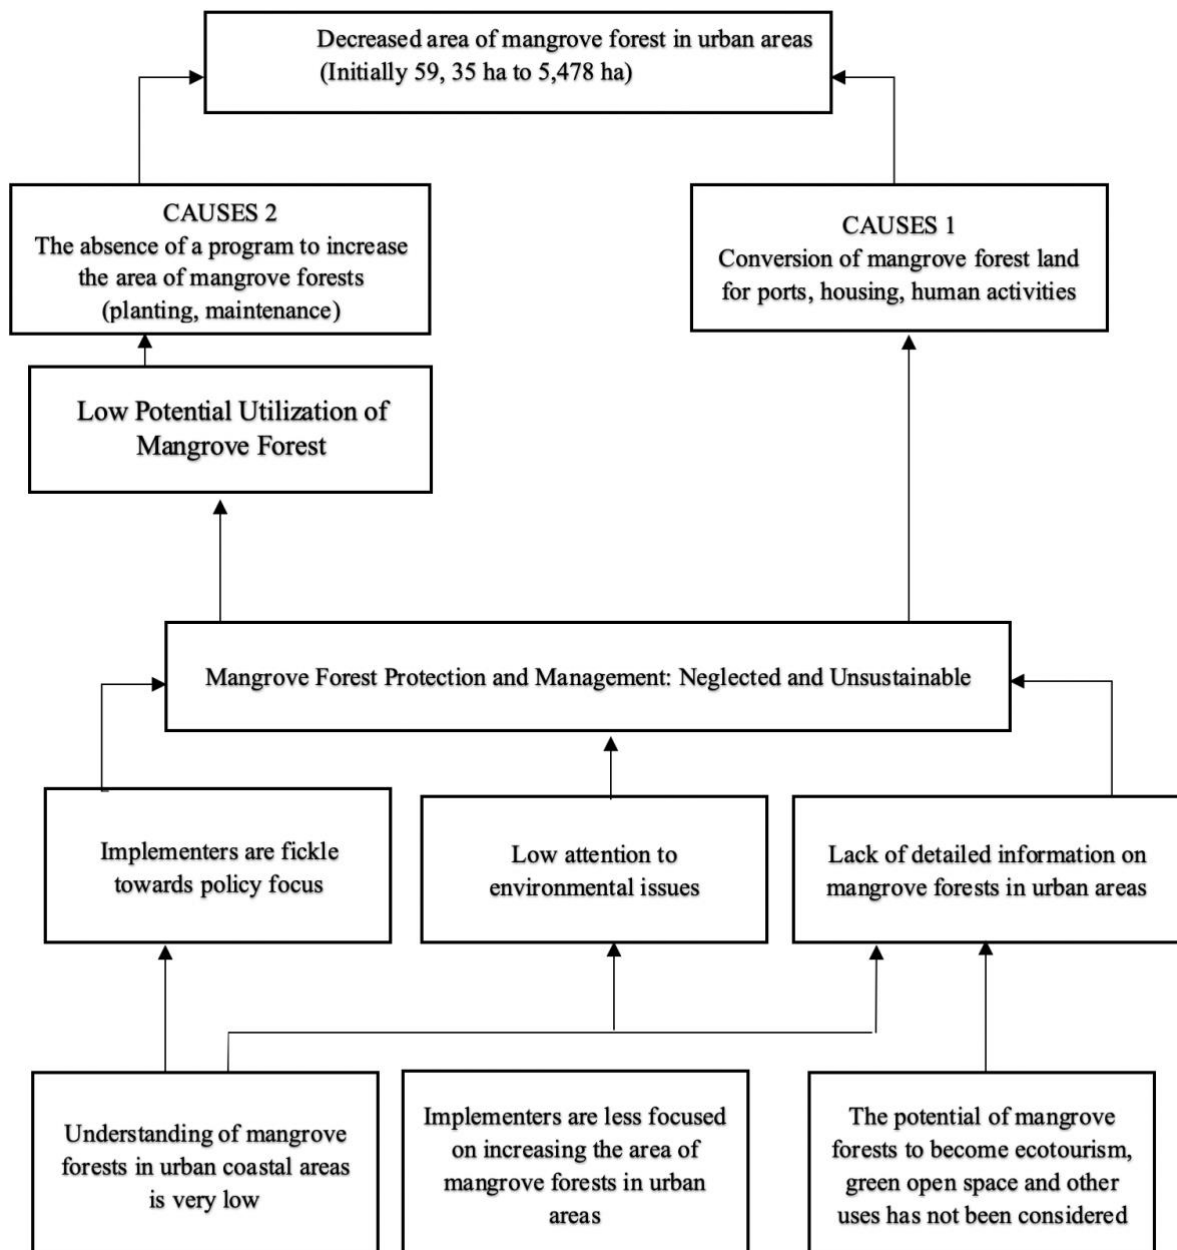 Decreased area of mangrove forest in urban areas
(Initially 59, 35 ha to 5,478 ha)
CAUSES 2
The absence of a program to increase
the area of mangrove forests
(planting, maintenance)
CAUSES 1
Conversion of mangrove forest land
for ports, housing, human activities
Low Potential Utilization of
Mangrove Forest
Mangrove Forest Protection and Management: Neglected and Unsustainable
Implementers are fickle
towards policy focus
Low attention to
environmental issues
Lack of detailed information on
mangrove forests in urban areas
Understanding of mangrove
forests in urban coastal areas
is very low
Implementers are less focused
on increasing the area of
mangrove forests in urban
areas
The potential of mangrove
forests to become ecotourism,
green open space and other
uses has not been considered